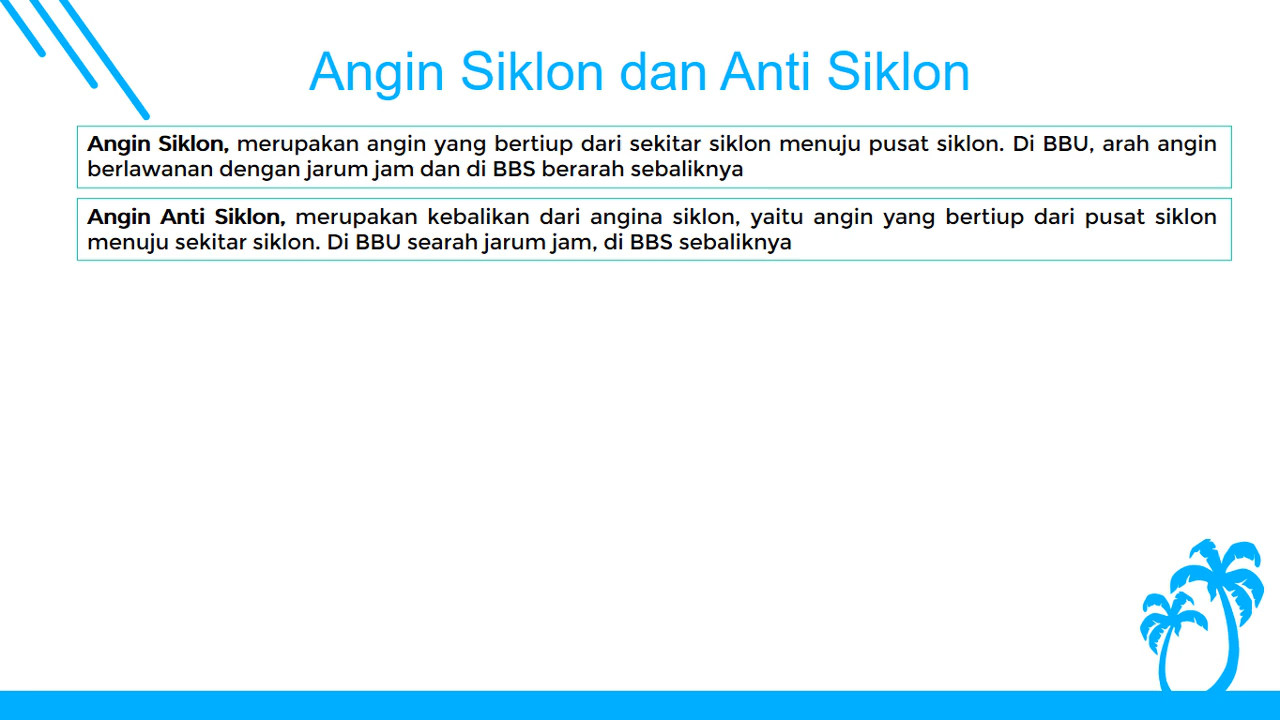 Angin Siklon dan Anti Siklon
Angin Siklon, merupakan angin yang bertiup dari sekitar siklon menuju pusat siklon. Di BBU, arah angin
berlawanan dengan jarum jam dan di BBS berarah sebaliknya
Angin Anti Siklon, merupakan kebalikan dari angina siklon, yaitu angin yang bertiup dari pusat siklon
menuju sekitar siklon. Di BBU searah jarum jam, di BBS sebaliknya